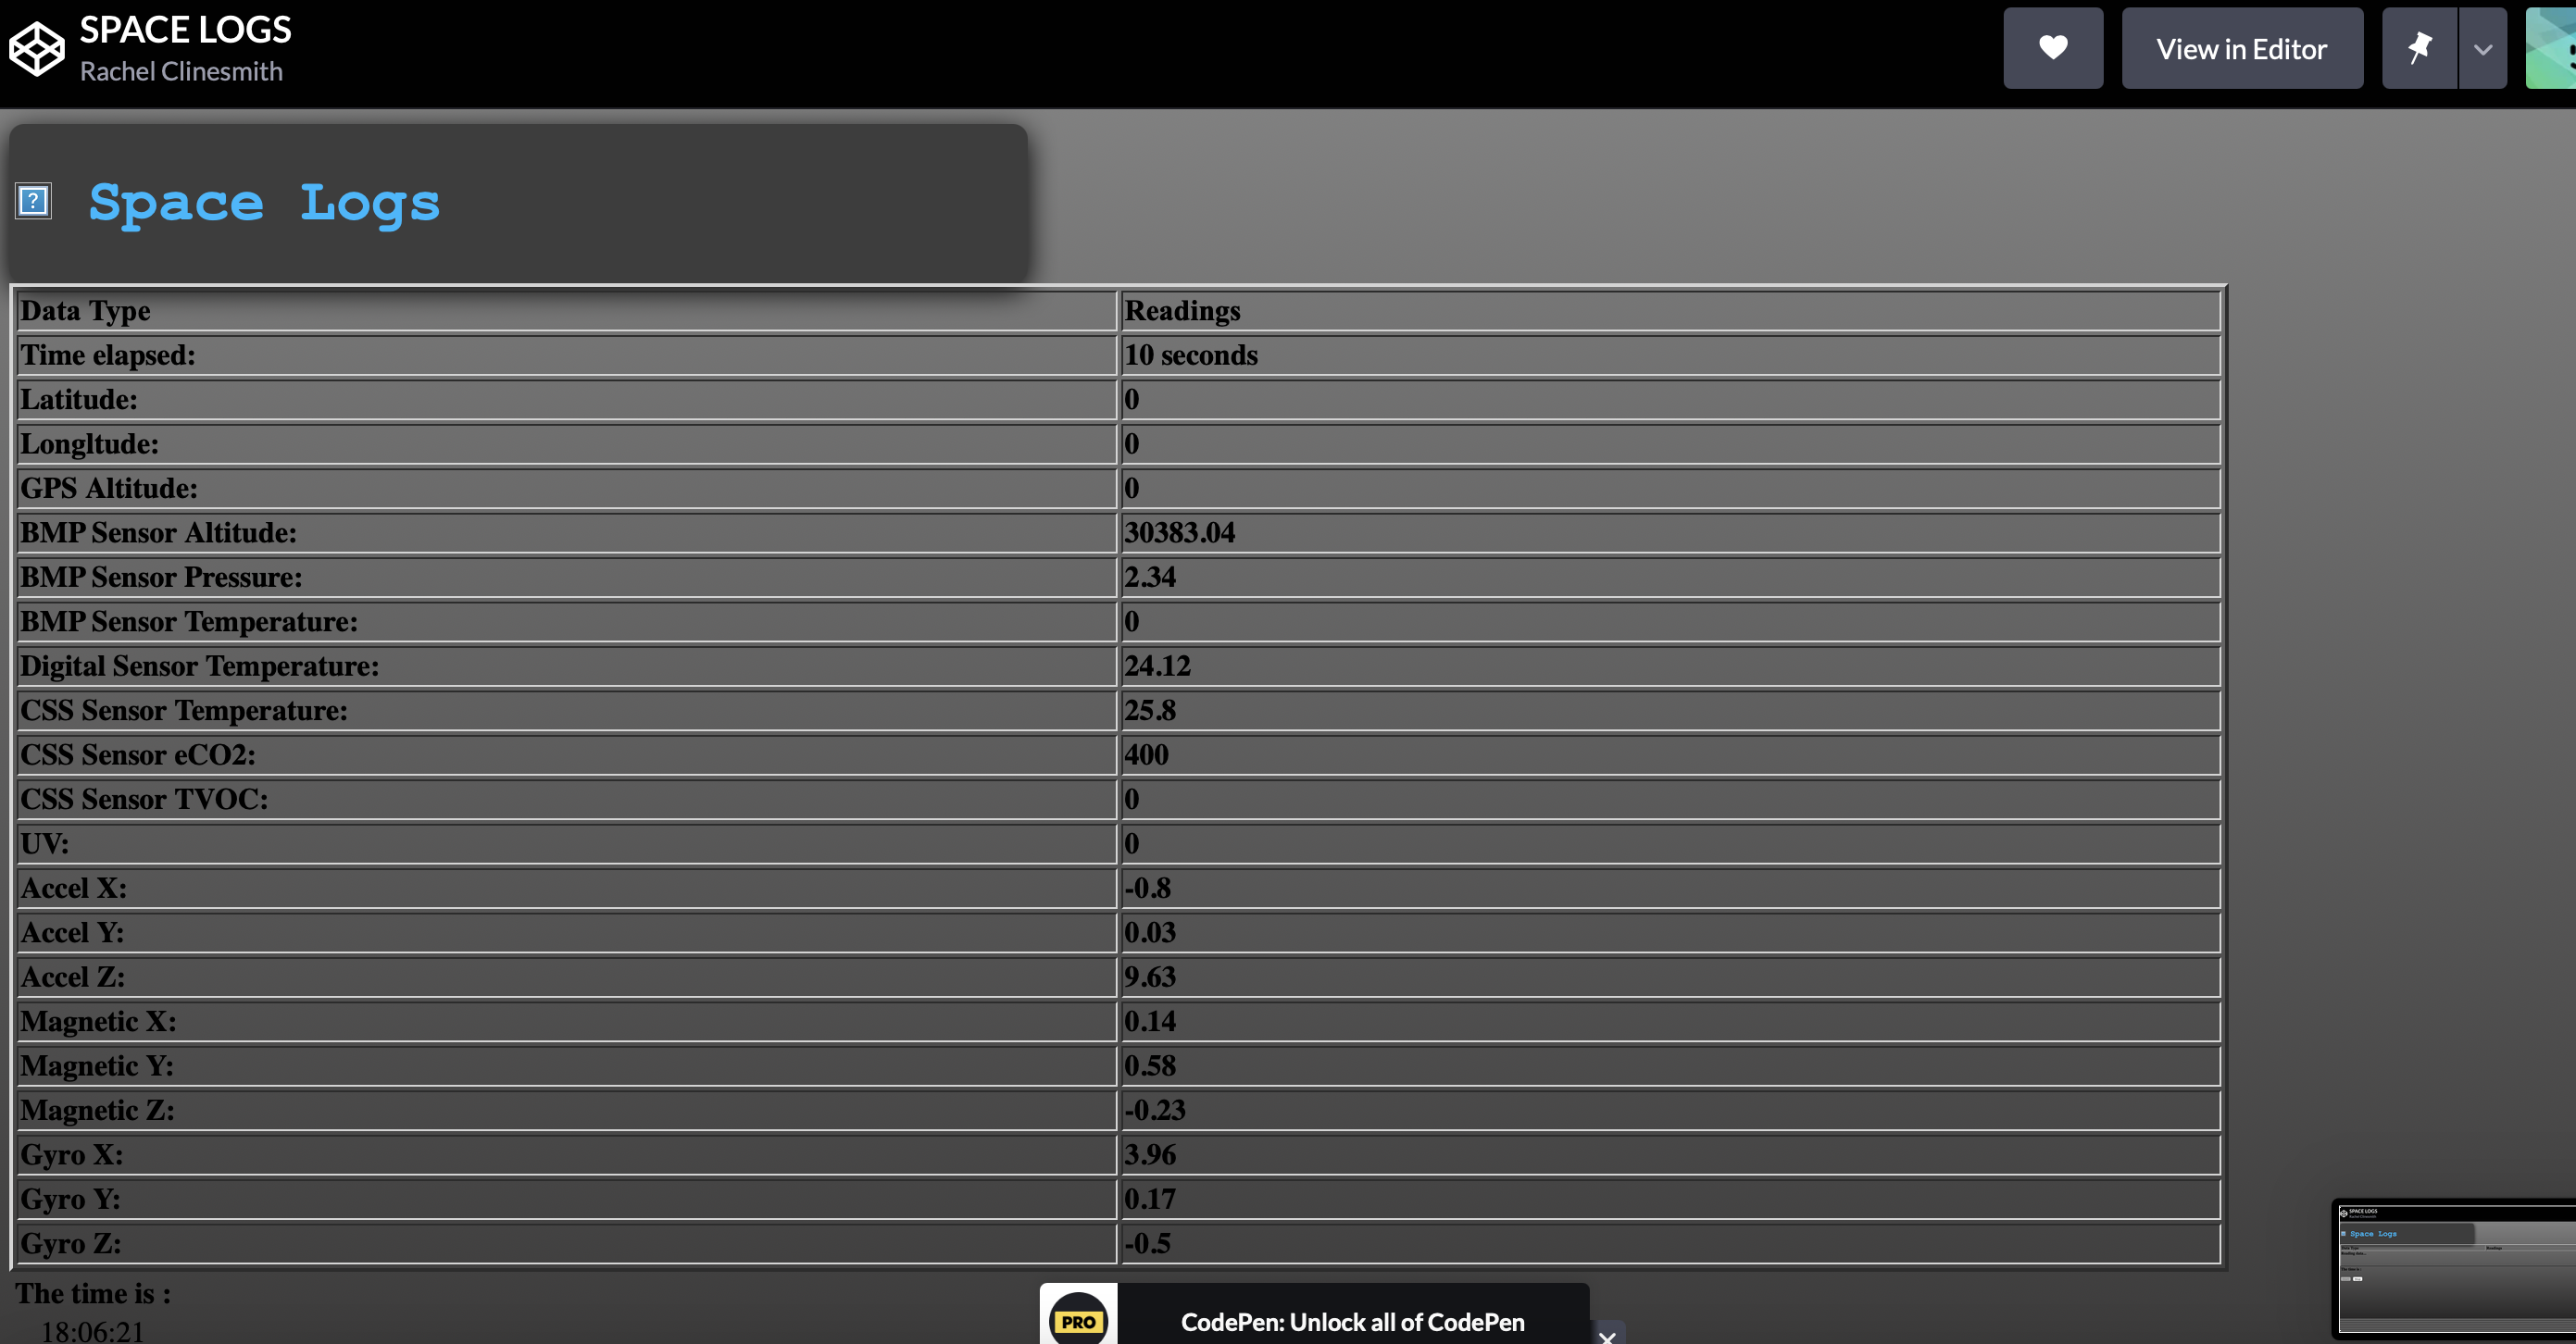 SPACE LOGS
Rachel Clinesmith
View in Editor
Space Logs
Data Type Readings
Time elapsed: 10 seconds
Latitude: 0
Longltude: 0
GPS Altitude: 0
BMP Sensor Altitude: 30383.04
BMP Sensor Pressure: 2.34
BMP Sensor Temperature: 0
Digital Sensor Temperature: 24.12
CSS Sensor Temperature: 25.8
CSS Sensor eCO2: 400
CSS Sensor TVOC: 0
UV: 0
Accel X: -0.8
Accel Y: 0.03
Accel Z: 9.63
Magnetic X: 0.14
Magnetic Y: 0.58
Magnetic Z: -0.23
Gyro X: 3.96
Gyro Y: 0.17
Gyro Z: -0.5
The time is :
18:06:21
PRO
CodePen: Unlock all of CodePen
SPACE LOGS
Space Logs